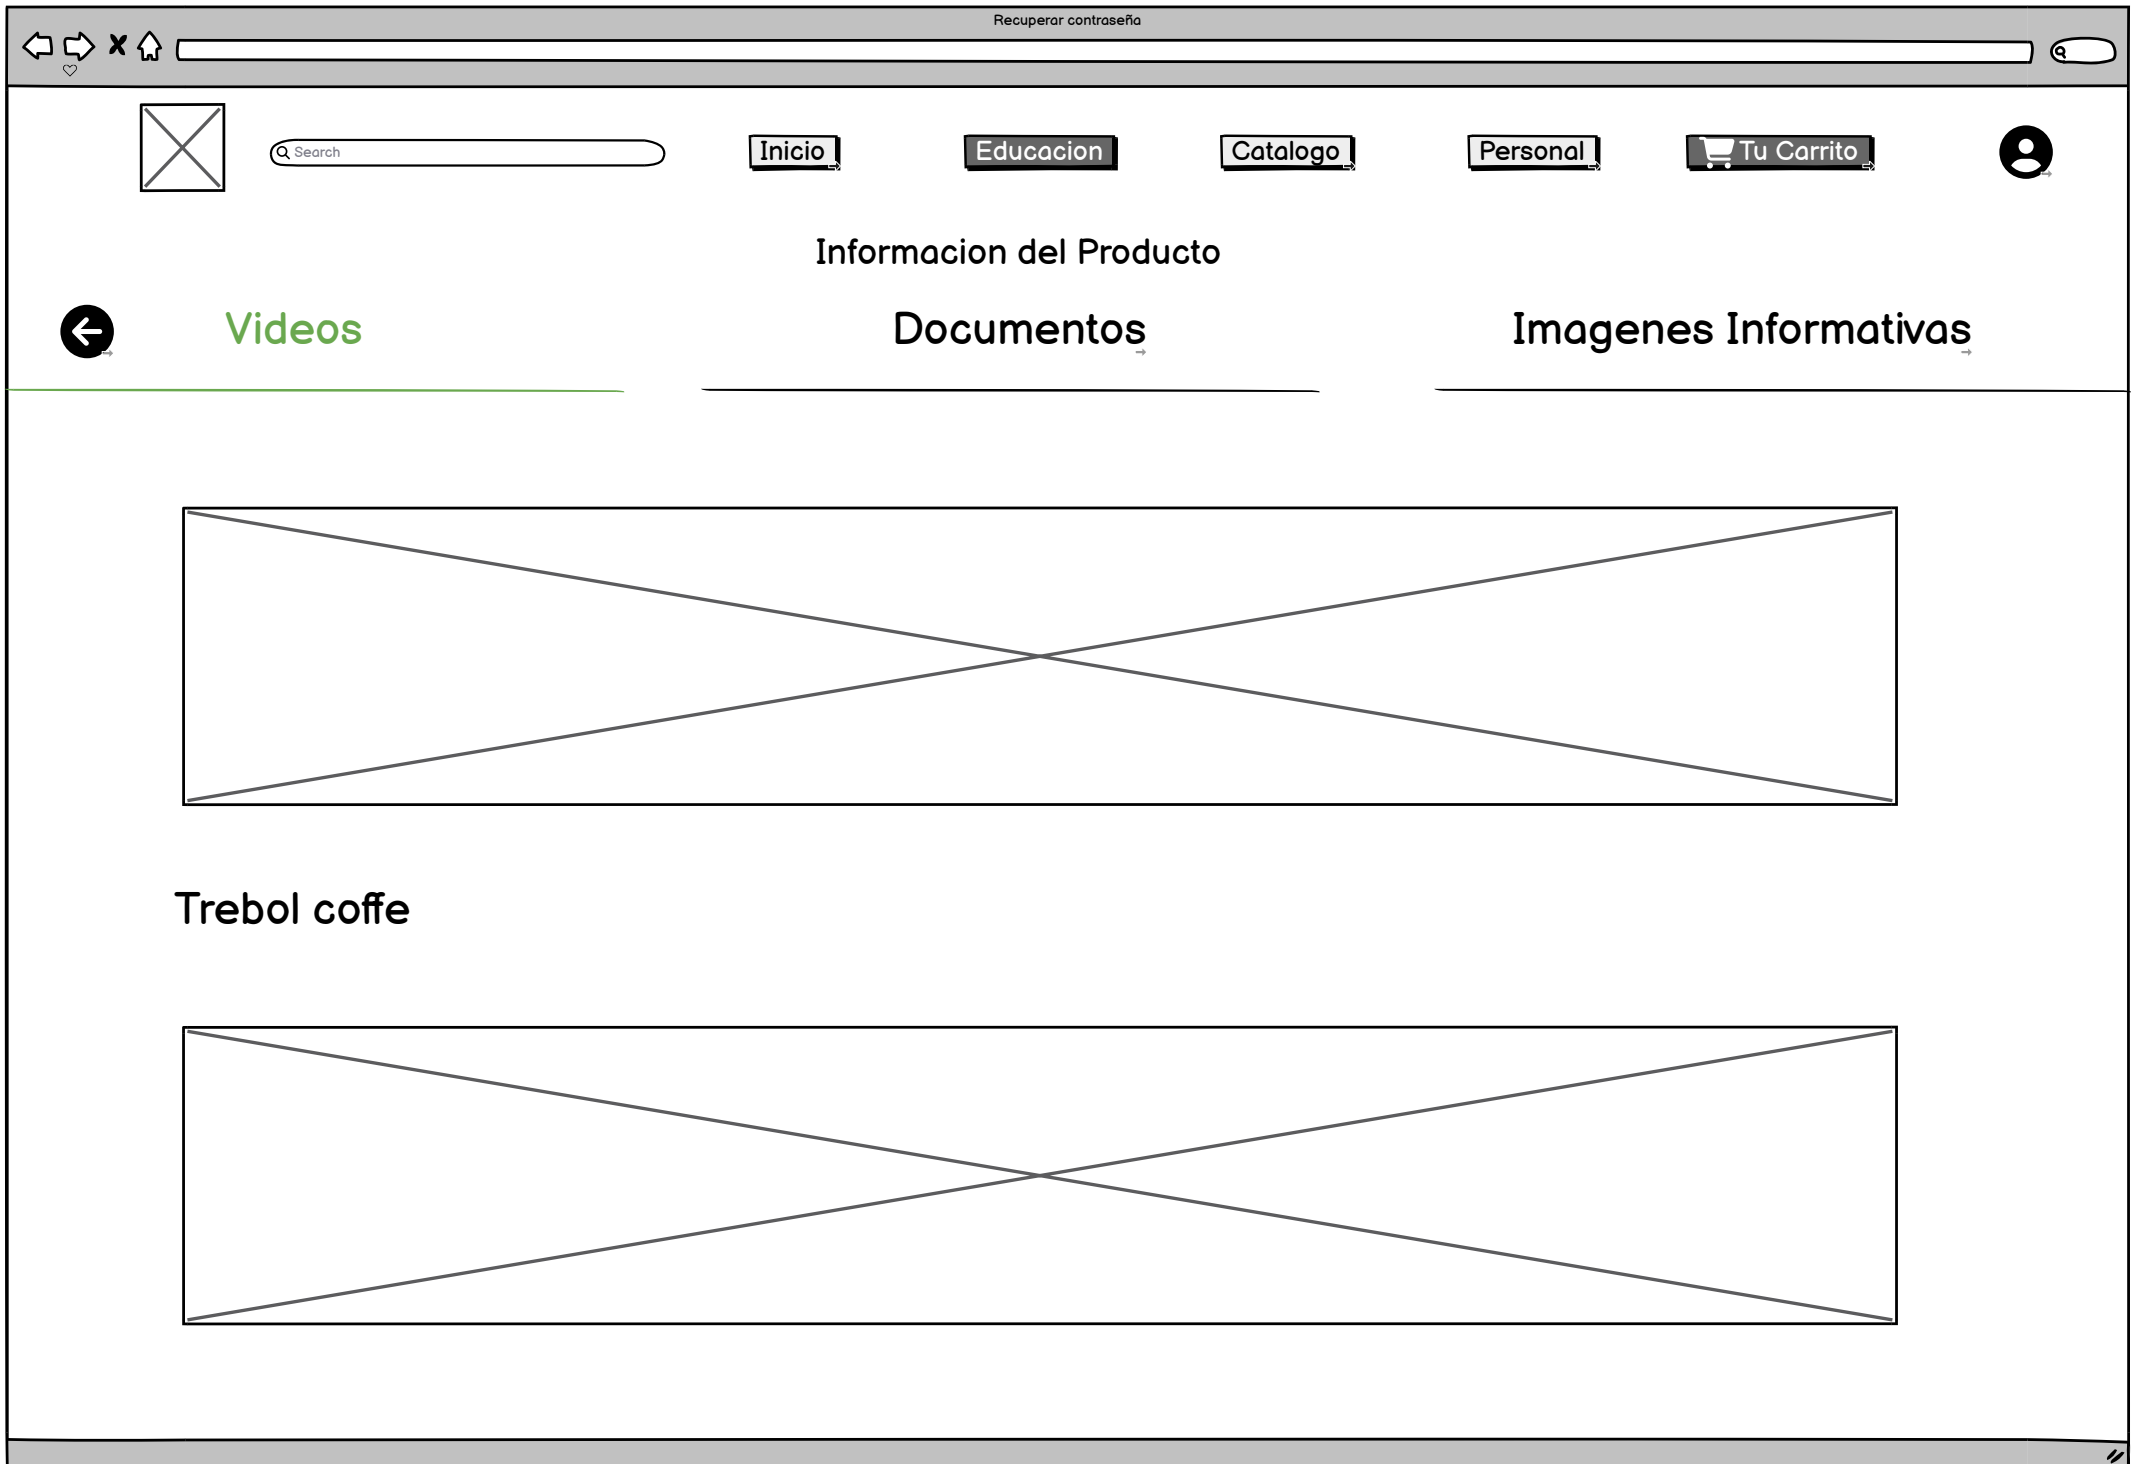 Recuperar contraseña
Search
Inicio
Educacion
Catalogo
Personal
Tu Carrito
Informacion del Producto
Videos
Documentos
Imagenes Informativas
Trebol coffe